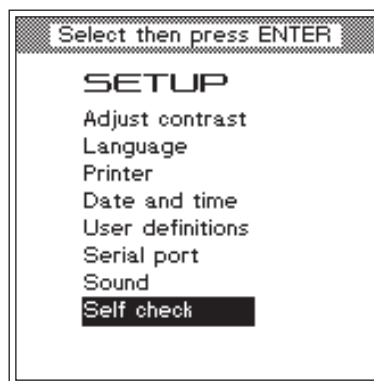 Select then press ENTER
SETUP
Adjust contrast
Language
Printer
Date and time
User definitions
Serial port
Sound
Self check